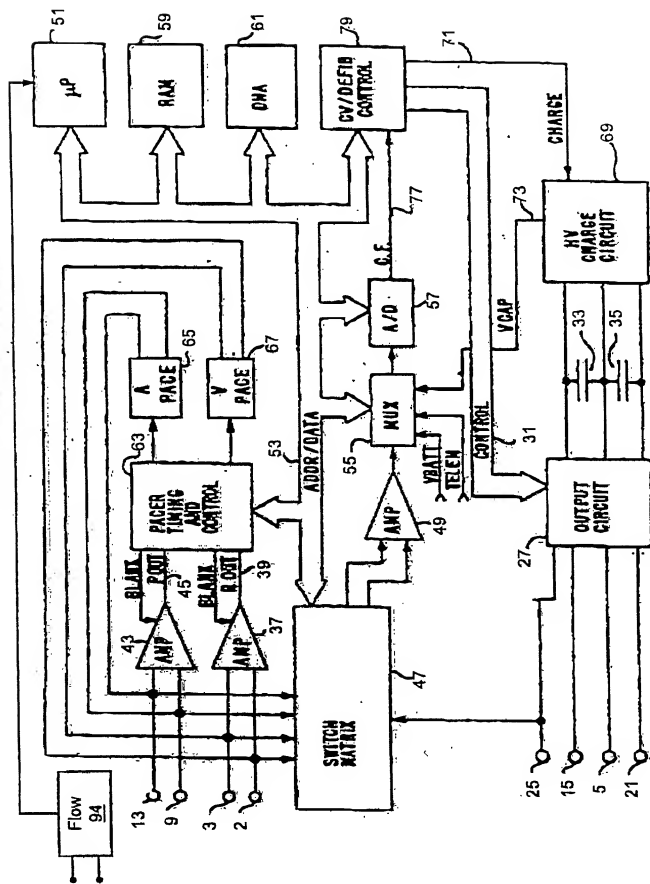 Flow
94
13
9
3
2
43
AMP
37
AMP
BLANK
POUT
45
BLANK
R OUT
39
63
PACER
TIMING
AND
CONTROL
A
PACE
65
V
PACE
67
51
µP
59
RAM
61
DMA
79
CV/DEFIB
CONTROL
53
ADDR/DATA
SWITCH
MATRIX
47
AMP
49
55
MUX
VBATT
TELEM
A/D
57
C.F.
77
VCAP
73
CONTROL
31
71
CHARGE
69
HV
CHARGE
CIRCUIT
33
35
27
OUTPUT
CIRCUIT
25
15
5
21